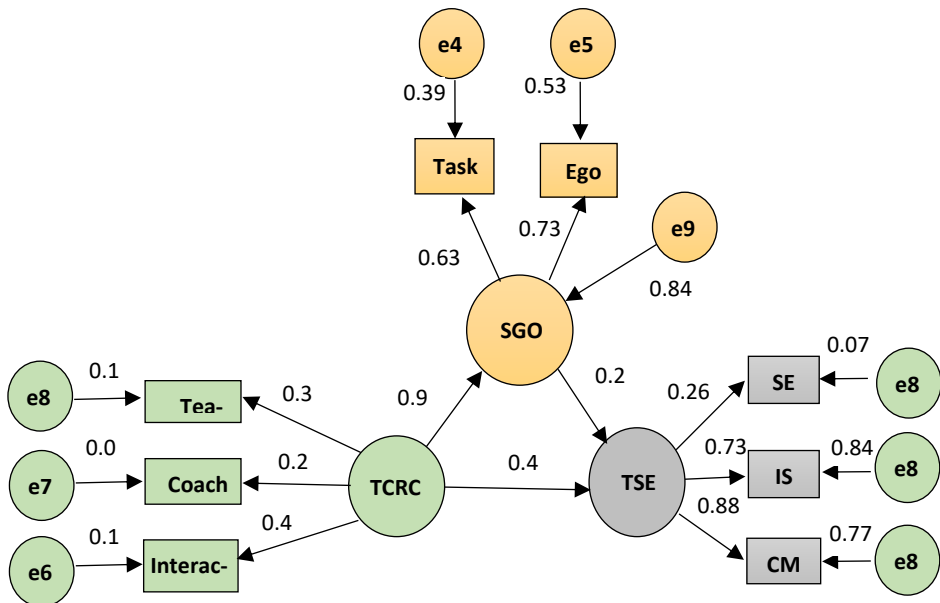 e4
e5
0.39
0.53
Task
Ego
0.63
0.73
e9
0.84
SGO
e8
0.1
Tea-
0.3
0.9
0.2
0.26
SE
0.07
e8
e7
0.0
Coach
0.2
TCRC
0.4
TSE
0.73
IS
0.84
e8
e6
0.1
Interac-
0.4
0.88
CM
0.77
e8